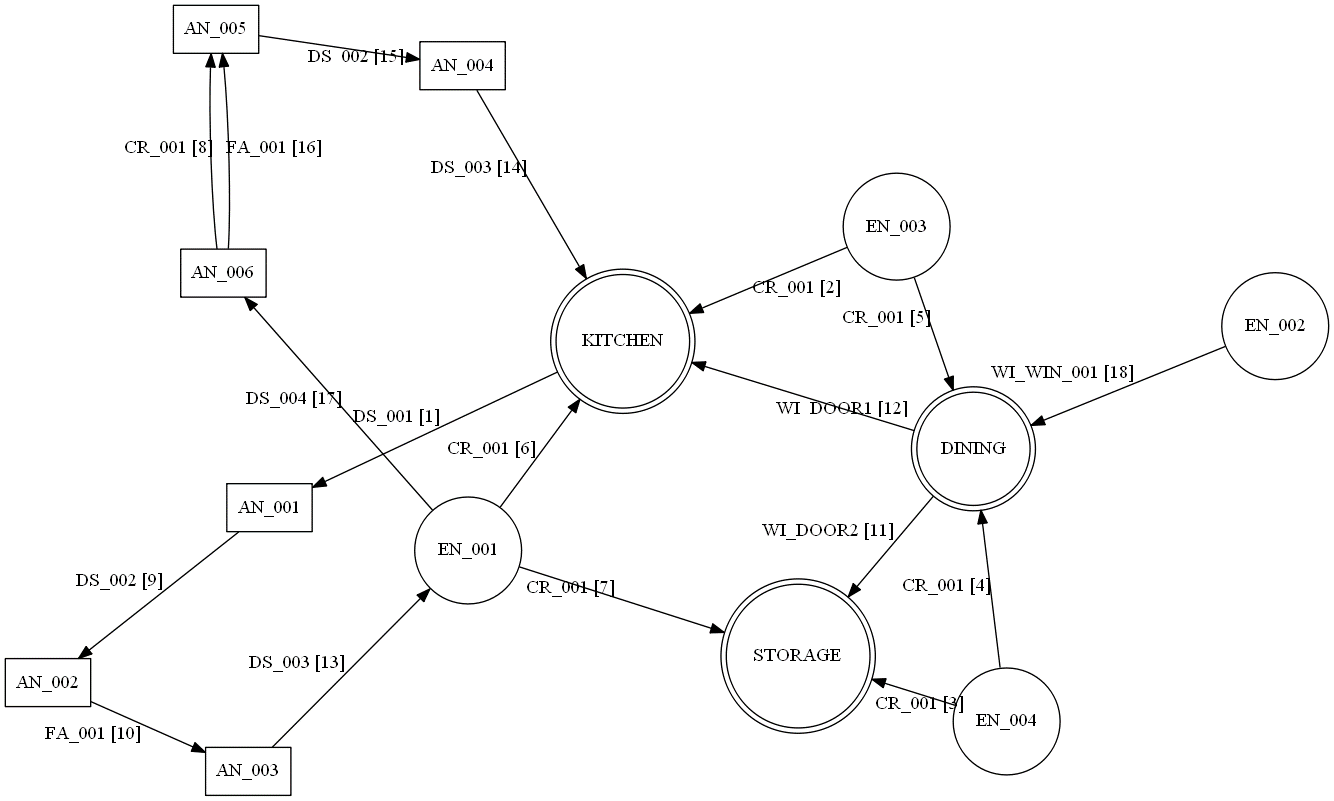 AN_005
DS_002 [15]
AN_004
CR_001 [8]
FA_001 [16]
DS_003 [14]
EN_003
AN_006
CR_001 [2]
CR_001 [5]
EN_002
KITCHEN
WI_WIN_001 [18]
DS_004 [17]
DS_001 [1]
WI_DOOR1 [12]
CR_001 [6]
DINING
AN_001
EN_001
WI_DOOR2 [11]
DS_002 [9]
CR_001 [7]
CR_001 [4]
DS_003 [13]
STORAGE
AN_002
CR_001 [3]
EN_004
FA_001 [10]
AN_003